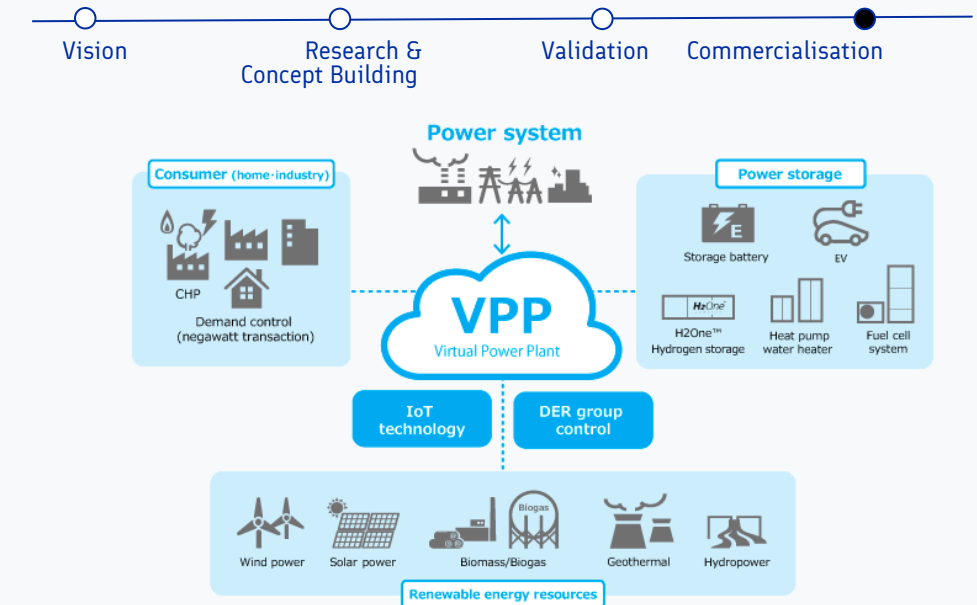 Vision
Research &
Concept Building
Validation
Commercialisation
Power system
Consumer (home·industry)
CHP
Demand control
(negawatt transaction)
Power storage
E
Storage battery
EV
H2One
H2One™
Hydrogen storage
Heat pump
water heater
Fuel cell
system
VPP
Virtual Power Plant
IoT
technology
DER group
control
Wind power
Solar power
Biogas
Biomass/Biogas
Geothermal
Hydropower
Renewable energy resources